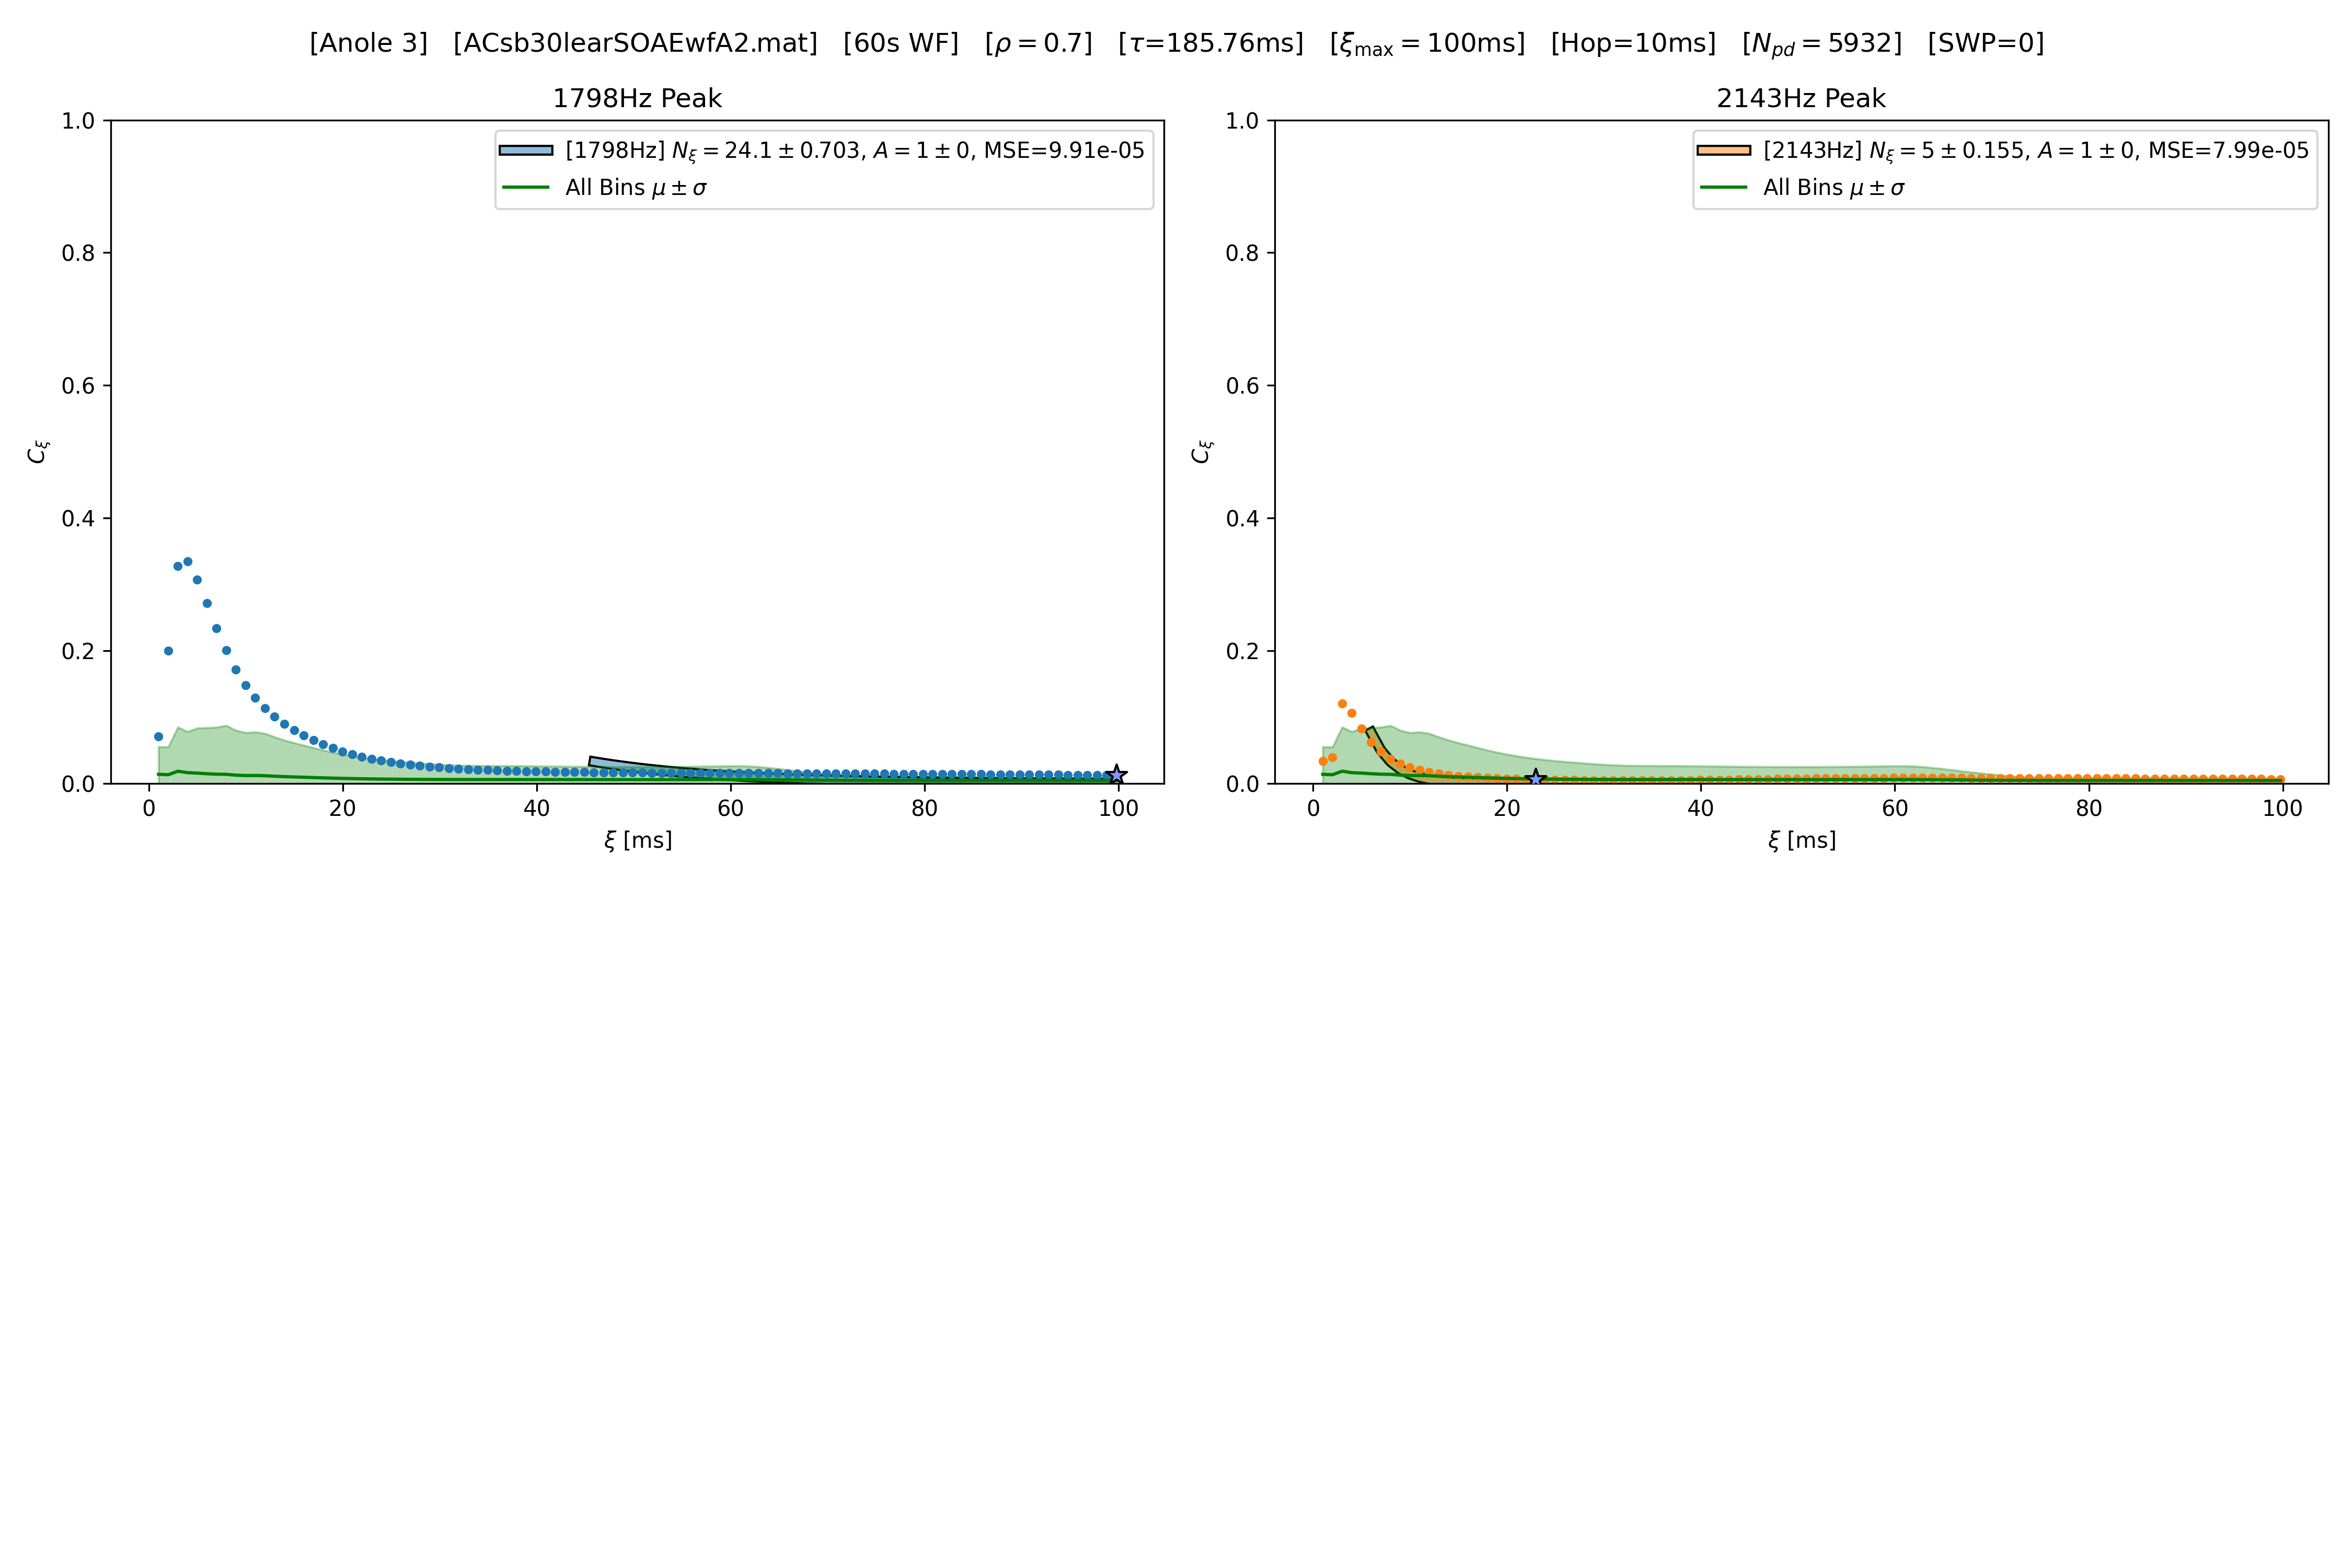 [Anole 3] [ACsb30learSOAEwfA2.mat] [60s WF] [ρ = 0.7] [τ=185.76ms] [ξmax = 100ms] [Hop=10ms] [Npd = 5932] [SWP=0]
1798Hz Peak
1.0
0.8
0.6
0.4
0.2
0.0
Cξ
[1798Hz] Nξ = 24.1 ± 0.703, A = 1 ± 0, MSE=9.91e-05
All Bins μ ± σ
0 20 40 60 80 100
ξ [ms]
2143Hz Peak
1.0
0.8
0.6
0.4
0.2
0.0
Cξ
[2143Hz] Nξ = 5 ± 0.155, A = 1 ± 0, MSE=7.99e-05
All Bins μ ± σ
0 20 40 60 80 100
ξ [ms]